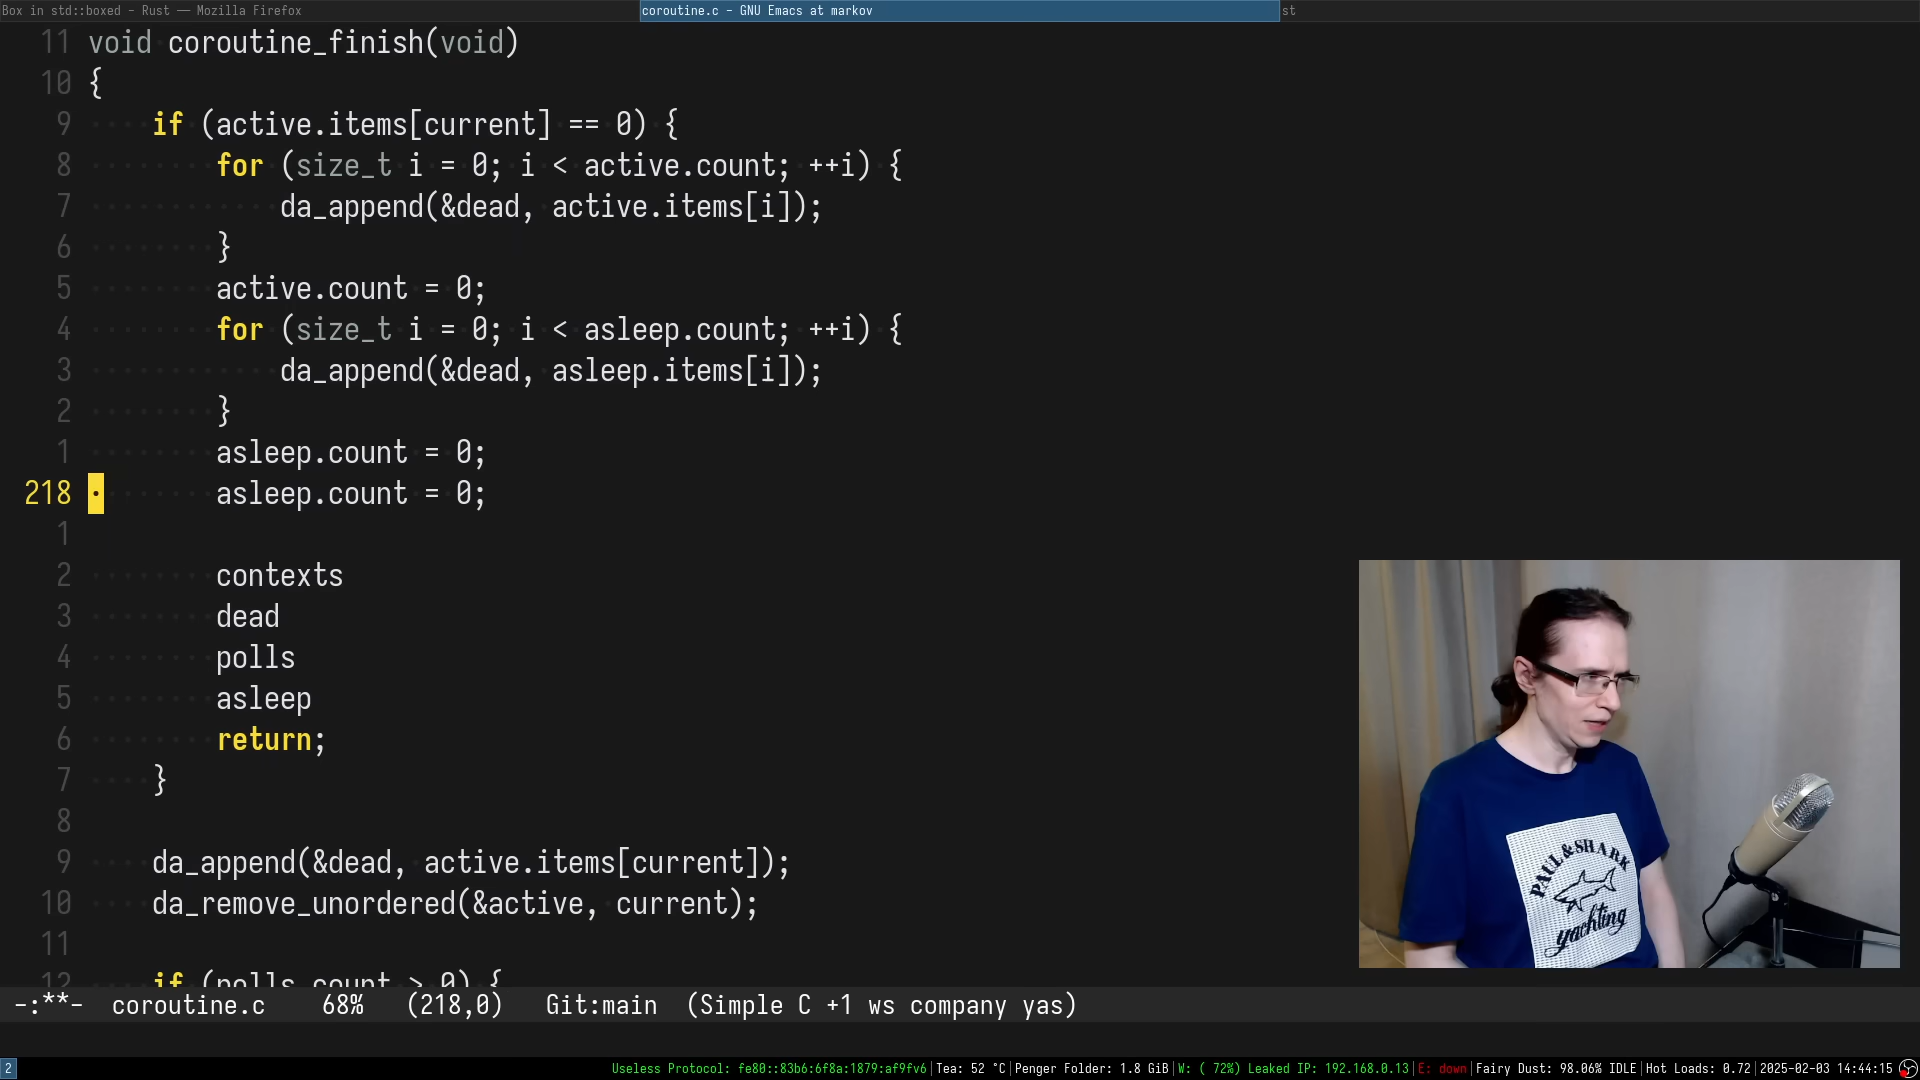 Box in std::boxed - Rust — Mozilla Firefox
coroutine.c - GNU Emacs at markov
st
11 void coroutine_finish(void)
10 {
9 if (active.items[current] == 0) {
8 for (size_t i = 0; i < active.count; ++i) {
7 da_append(&dead, active.items[i]);
6 }
5 active.count = 0;
4 for (size_t i = 0; i < asleep.count; ++i) {
3 da_append(&dead, asleep.items[i]);
2 }
1 asleep.count = 0;
218 asleep.count = 0;
1
2 contexts
3 dead
4 polls
5 asleep
6 return;
7 }
8
9 da_append(&dead, active.items[current]);
10 da_remove_unordered(&active, current);
11
12 if (polls.count > 0) {
-:**- coroutine.c 68% (218,0) Git:main (Simple C +1 ws company yas)
PAUL & SHARK
yachting
2 Useless Protocol: fe80::83b6:6f8a:1879:af9fv6|Tea: 52 °C|Penger Folder: 1.8 GiB|W: ( 72%) Leaked IP: 192.168.0.13|E: down|Fairy Dust: 98.06% IDLE|Hot Loads: 0.72|2025-02-03 14:44:15